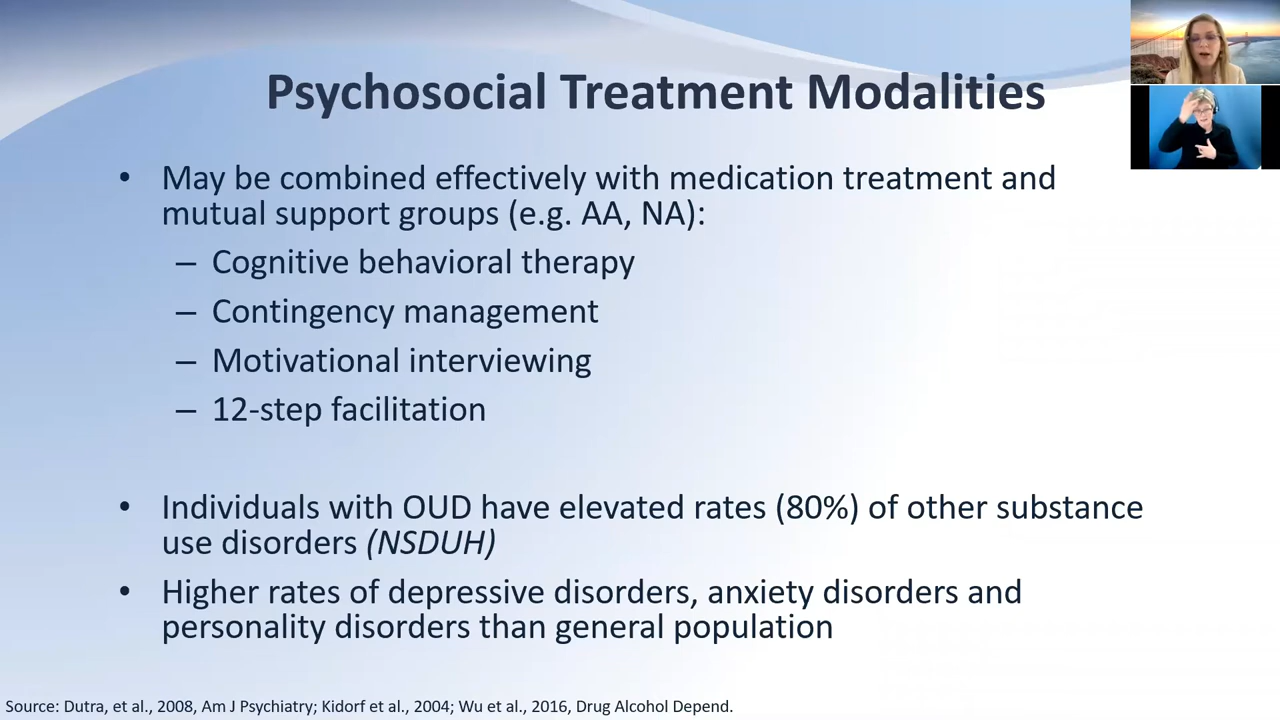 Psychosocial Treatment Modalities
• May be combined effectively with medication treatment and
mutual support groups (e.g. AA, NA):
– Cognitive behavioral therapy
– Contingency management
– Motivational interviewing
– 12-step facilitation
• Individuals with OUD have elevated rates (80%) of other substance
use disorders (NSDUH)
• Higher rates of depressive disorders, anxiety disorders and
personality disorders than general population
Source: Dutra, et al., 2008, Am J Psychiatry; Kidorf et al., 2004; Wu et al., 2016, Drug Alcohol Depend.